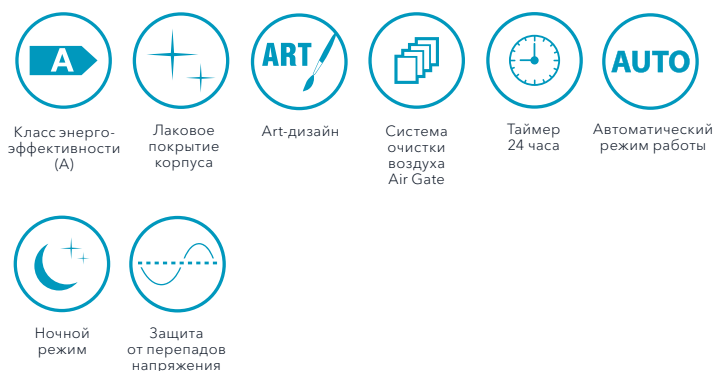 A
ART
AUTO
Класс энерго-
эффективности
(A)
Лаковое
покрытие
корпуса
Art-дизайн
Система
очистки
воздуха
Air Gate
Таймер
24 часа
Автоматический
режим работы
Ночной
режим
Защита
от перепадов
напряжения